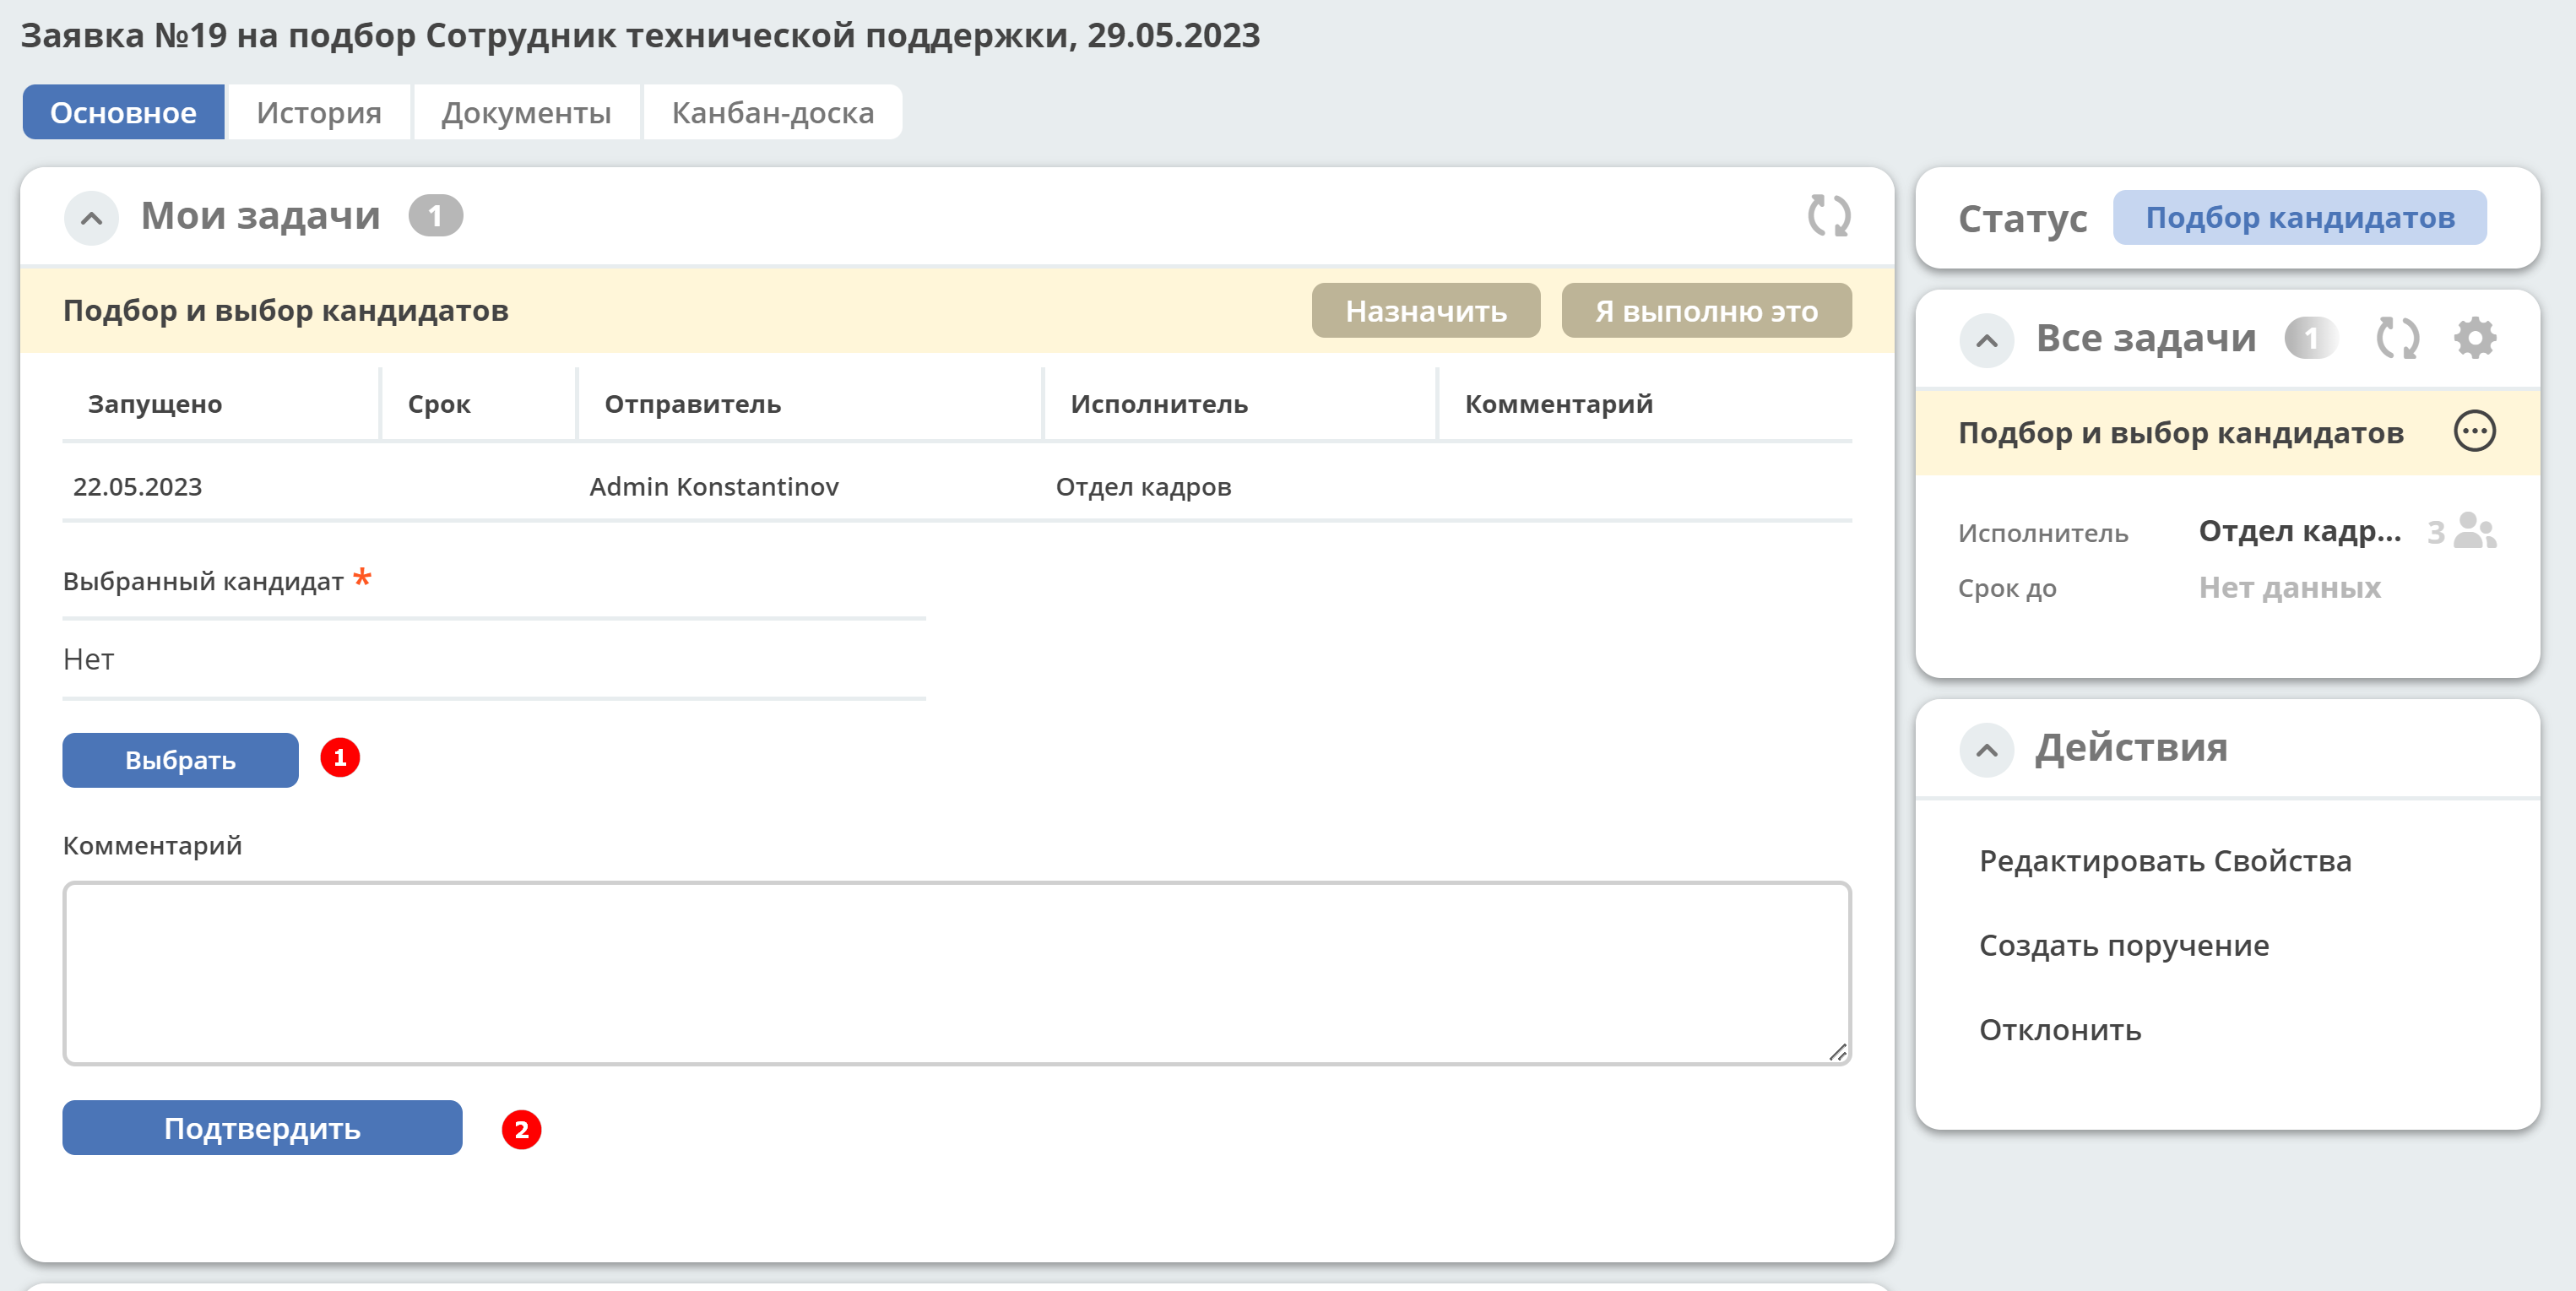 Заявка №19 на подбор Сотрудник технической поддержки, 29.05.2023
Основное История Документы Канбан-доска
Мои задачи 1
Подбор и выбор кандидатов Назначить Я выполню это
Запущено Срок Отправитель Исполнитель Комментарий
22.05.2023 Admin Konstantinov Отдел кадров
Выбранный кандидат *
Нет
Выбрать 1
Комментарий
Подтвердить 2
Статус Подбор кандидатов
Все задачи 1
Подбор и выбор кандидатов
Исполнитель Отдел кадр... 3
Срок до Нет данных
Действия
Редактировать Свойства
Создать поручение
Отклонить